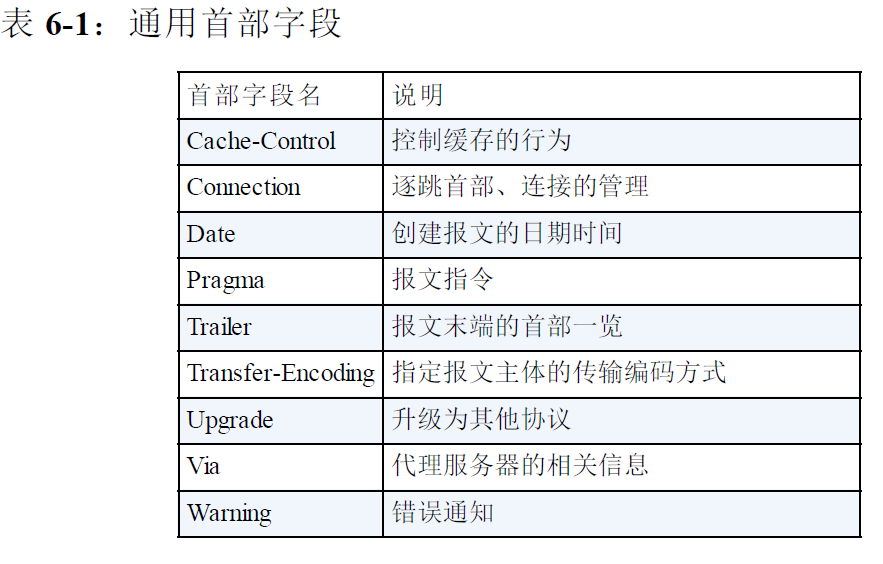 表 6-1：通用首部字段
首部字段名 说明
Cache-Control 控制缓存的行为
Connection 逐跳首部、连接的管理
Date 创建报文的日期时间
Pragma 报文指令
Trailer 报文末端的首部一览
Transfer-Encoding 指定报文主体的传输编码方式
Upgrade 升级为其他协议
Via 代理服务器的相关信息
Warning 错误通知